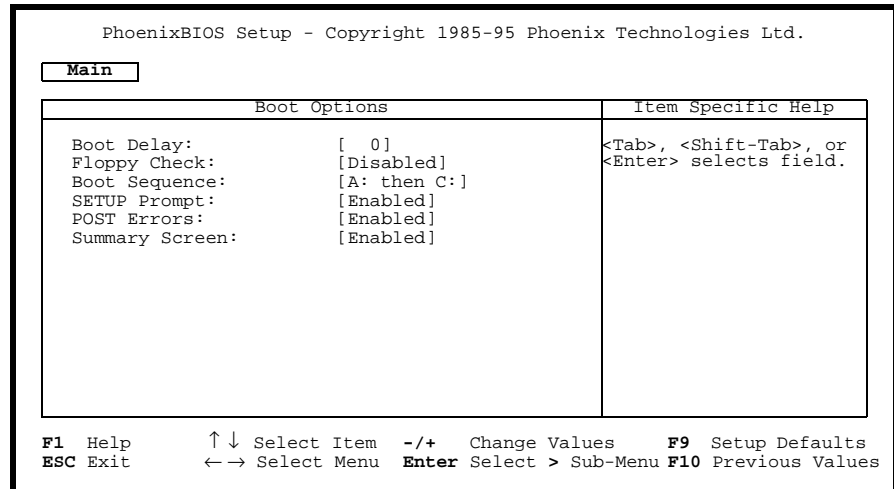 PhoenixBIOS Setup - Copyright 1985-95 Phoenix Technologies Ltd.
Main
Boot Options Item Specific Help
Boot Delay: [ 0] <Tab>, <Shift-Tab>, or
Floppy Check: [Disabled] <Enter> selects field.
Boot Sequence: [A: then C:]
SETUP Prompt: [Enabled]
POST Errors: [Enabled]
Summary Screen: [Enabled]
F1 Help ↑↓ Select Item -/+ Change Values F9 Setup Defaults
ESC Exit ←→ Select Menu Enter Select > Sub-Menu F10 Previous Values